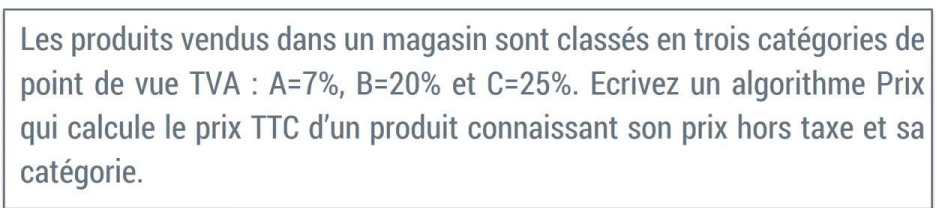 Les produits vendus dans un magasin sont classés en trois catégories de
point de vue TVA : A=7%, B=20% et C=25%. Ecrivez un algorithme Prix
qui calcule le prix TTC d’un produit connaissant son prix hors taxe et sa
catégorie.